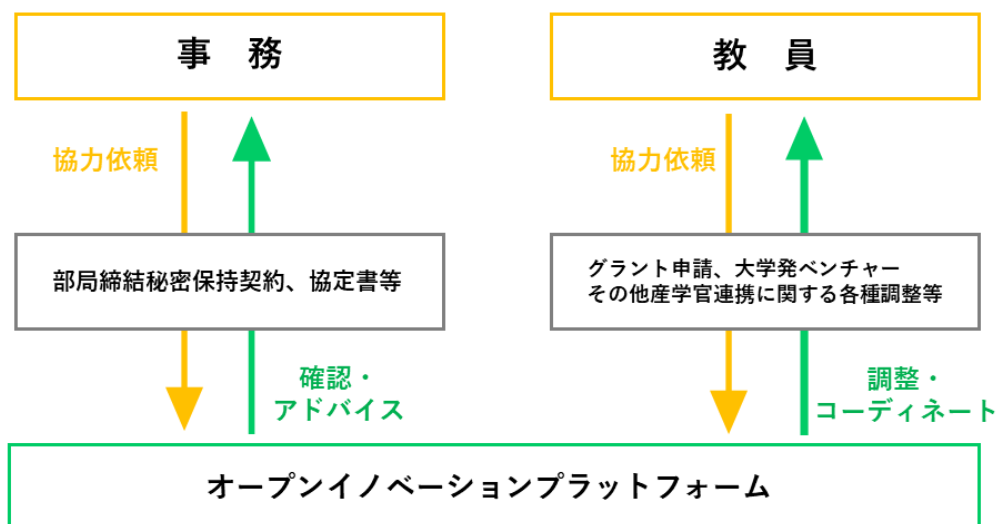 事　務
教　員
協力依頼
協力依頼
部局締結秘密保持契約、協定書等
グラント申請、大学発ベンチャー
その他産学官連携に関する各種調整等
確認・
アドバイス
調整・
コーディネート
オープンイノベーションプラットフォーム